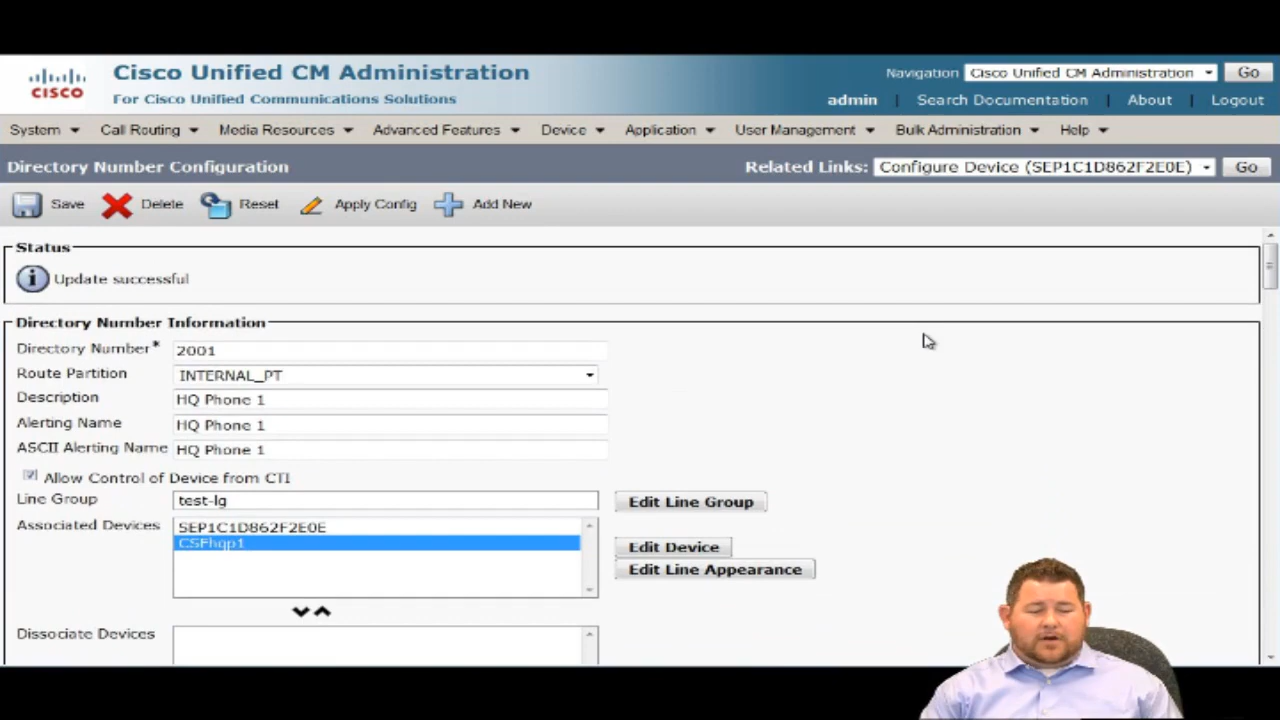 Cisco Unified CM Administration
For Cisco Unified Communications Solutions
CISCO
Navigation Cisco Unified CM Administration Go
admin | Search Documentation | About | Logout
System Call Routing Media Resources Advanced Features Device Application User Management Bulk Administration Help
Directory Number Configuration Related Links: Configure Device (SEP1C1D862F2E0E) Go
Save Delete Reset Apply Config Add New
Status
Update successful
Directory Number Information
Directory Number* 2001
Route Partition INTERNAL_PT
Description HQ Phone 1
Alerting Name HQ Phone 1
ASCII Alerting Name HQ Phone 1
Allow Control of Device from CTI
Line Group test-lg Edit Line Group
Associated Devices SEP1C1D862F2E0E
CSFhqp1
Edit Device
Edit Line Appearance
Dissociate Devices